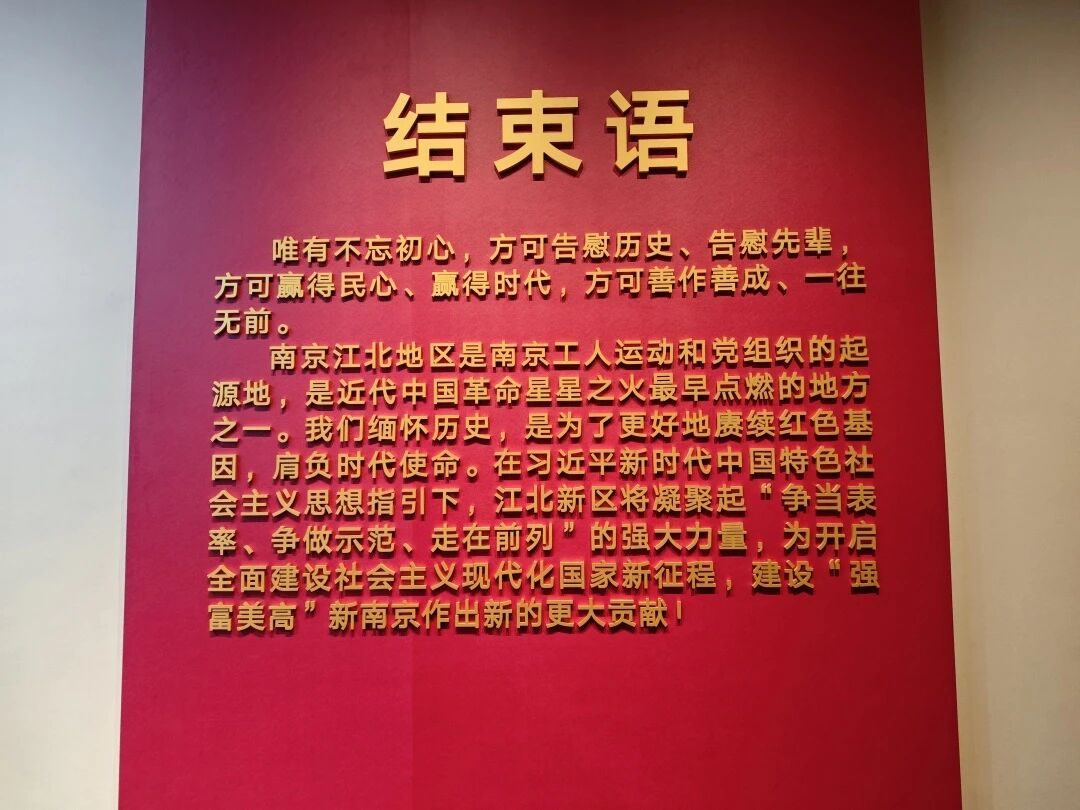 结束语
唯有不忘初心，方可告慰历史、告慰先辈，
方可赢得民心、赢得时代，方可善作善成、一往
无前。
南京江北地区是南京工人运动和党组织的起
源地，是近代中国革命星星之火最早点燃的地方
之一。我们缅怀历史，是为了更好地赓续红色基
因，肩负时代使命。在习近平新时代中国特色社
会主义思想指引下，江北新区将凝聚起“争当表
率、争做示范、走在前列”的强大力量，为开启
全面建设社会主义现代化国家新征程，建设“强
富美高”新南京作出新的更大贡献！